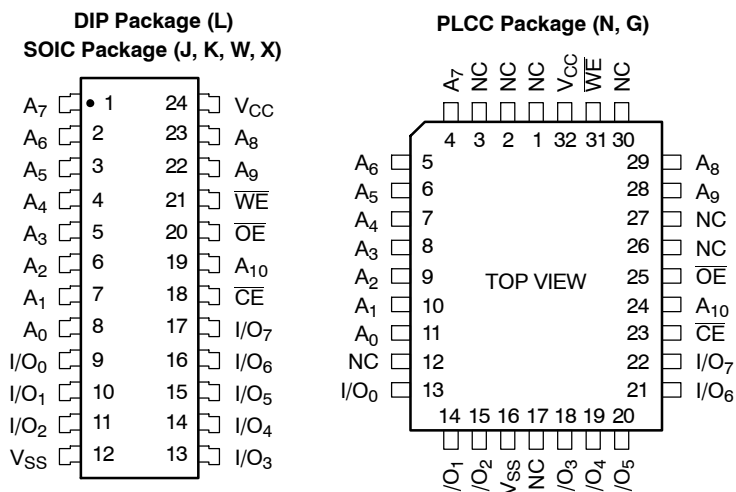 DIP Package (L)
SOIC Package (J, K, W, X)
A7 1 24 VCC
A6 2 23 A8
A5 3 22 A9
A4 4 21 W̅E̅
A3 5 20 O̅E̅
A2 6 19 A10
A1 7 18 C̅E̅
A0 8 17 I/O7
I/O0 9 16 I/O6
I/O1 10 15 I/O5
I/O2 11 14 I/O4
VSS 12 13 I/O3
PLCC Package (N, G)
A7 NC NC NC VCC W̅E̅ NC
4 3 2 1 32 31 30
A6 5 29 A8
A5 6 28 A9
A4 7 27 NC
A3 8 26 NC
A2 9 TOP VIEW 25 O̅E̅
A1 10 24 A10
A0 11 23 C̅E̅
NC 12 22 I/O7
I/O0 13 21 I/O6
14 15 16 17 18 19 20
/O1 /O2 VSS NC /O3 /O4 /O5